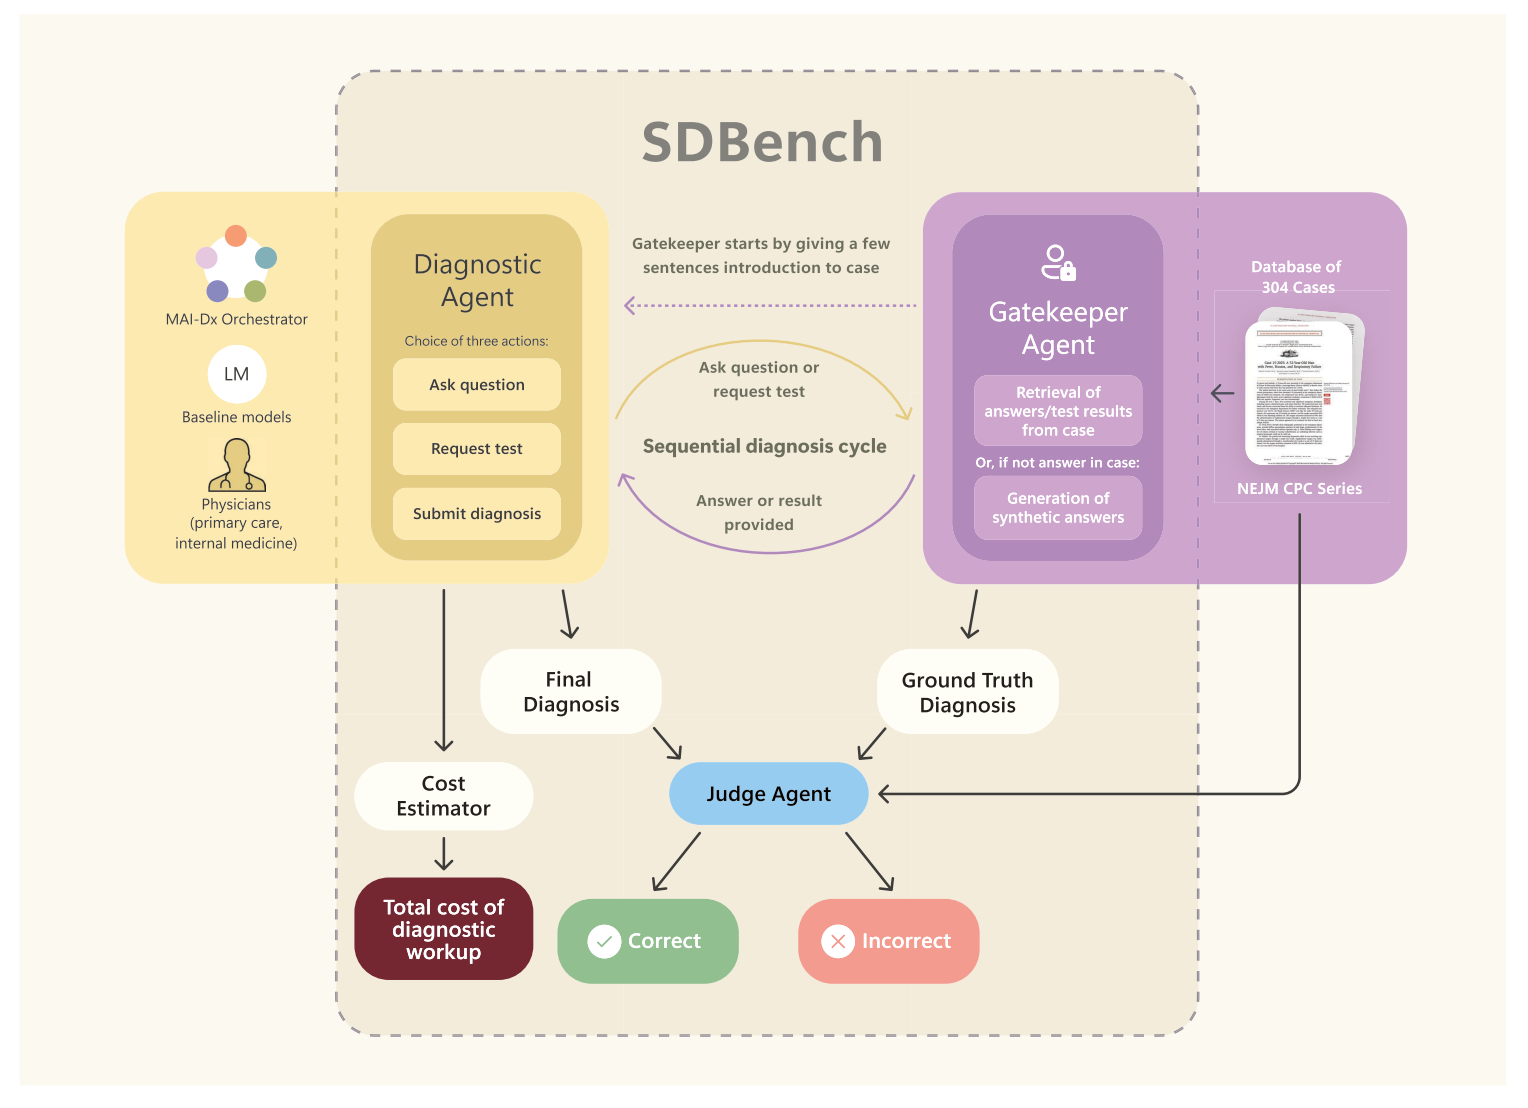 SDBench
MAI-Dx Orchestrator
LM
Baseline models
Physicians
(primary care,
internal medicine)
Diagnostic
Agent
Choice of three actions:
Ask question
Request test
Submit diagnosis
Gatekeeper starts by giving a few
sentences introduction to case
Ask question or
request test
Sequential diagnosis cycle
Answer or result
provided
Gatekeeper
Agent
Retrieval of
answers/test results
from case
Or, if not answer in case:
Generation of
synthetic answers
Database of
304 Cases
NEJM CPC Series
Final
Diagnosis
Ground Truth
Diagnosis
Cost
Estimator
Judge Agent
Total cost of
diagnostic
workup
Correct
Incorrect